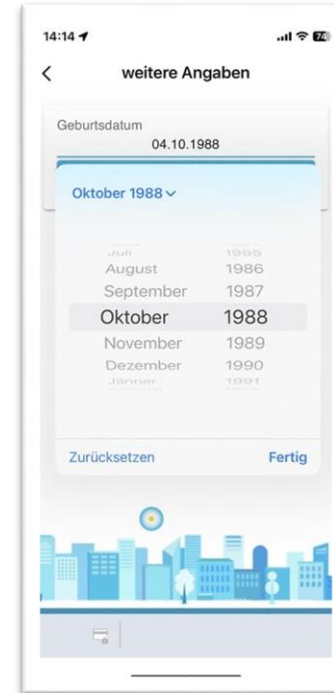 14:14
74
weitere Angaben
Geburtsdatum
04.10.1988
Oktober 1988
Juli 1985
August 1986
September 1987
Oktober 1988
November 1989
Dezember 1990
Jänner 1991
Zurücksetzen Fertig